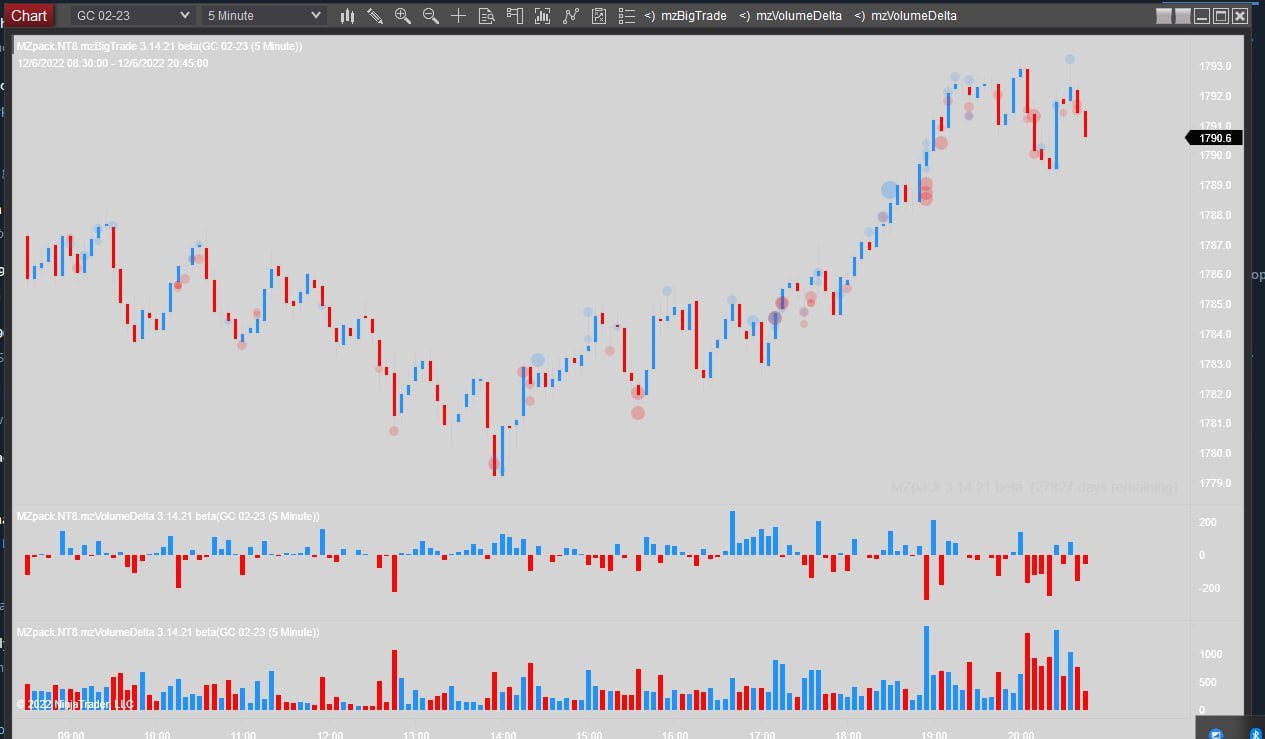 Chart GC 02-23 5 Minute <) mzBigTrade <) mzVolumeDelta <) mzVolumeDelta
MZpack.NT8.mzBigTrade 3.14.21 beta(GC 02-23 (5 Minute))
12/6/2022 08:30:00 - 12/6/2022 20:45:00
1793.0
1792.0
1791.0
1790.6
1790.0
1789.0
1788.0
1787.0
1786.0
1785.0
1784.0
1783.0
1782.0
1781.0
1780.0
1779.0
MZpack 3.14.21 beta. (27827 days remaining)
MZpack.NT8.mzVolumeDelta 3.14.21 beta(GC 02-23 (5 Minute))
200
0
-200
MZpack.NT8.mzVolumeDelta 3.14.21 beta(GC 02-23 (5 Minute))
1000
500
0
© 2022 NinjaTrader, LLC
09:00 10:00 11:00 12:00 13:00 14:00 15:00 16:00 17:00 18:00 19:00 20:00